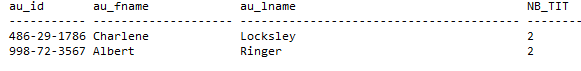 au_id au_fname au_lname NB_TIT
----------- -------------------- ---------------------------------------- -------
486-29-1786 Charlene Locksley 2
998-72-3567 Albert Ringer 2